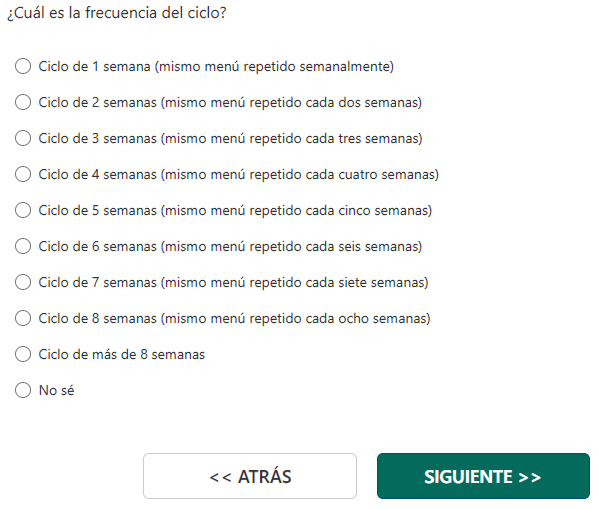 ¿Cuál es la frecuencia del ciclo?
Ciclo de 1 semana (mismo menú repetido semanalmente)
Ciclo de 2 semanas (mismo menú repetido cada dos semanas)
Ciclo de 3 semanas (mismo menú repetido cada tres semanas)
Ciclo de 4 semanas (mismo menú repetido cada cuatro semanas)
Ciclo de 5 semanas (mismo menú repetido cada cinco semanas)
Ciclo de 6 semanas (mismo menú repetido cada seis semanas)
Ciclo de 7 semanas (mismo menú repetido cada siete semanas)
Ciclo de 8 semanas (mismo menú repetido cada ocho semanas)
Ciclo de más de 8 semanas
No sé
<< ATRÁS
SIGUIENTE >>